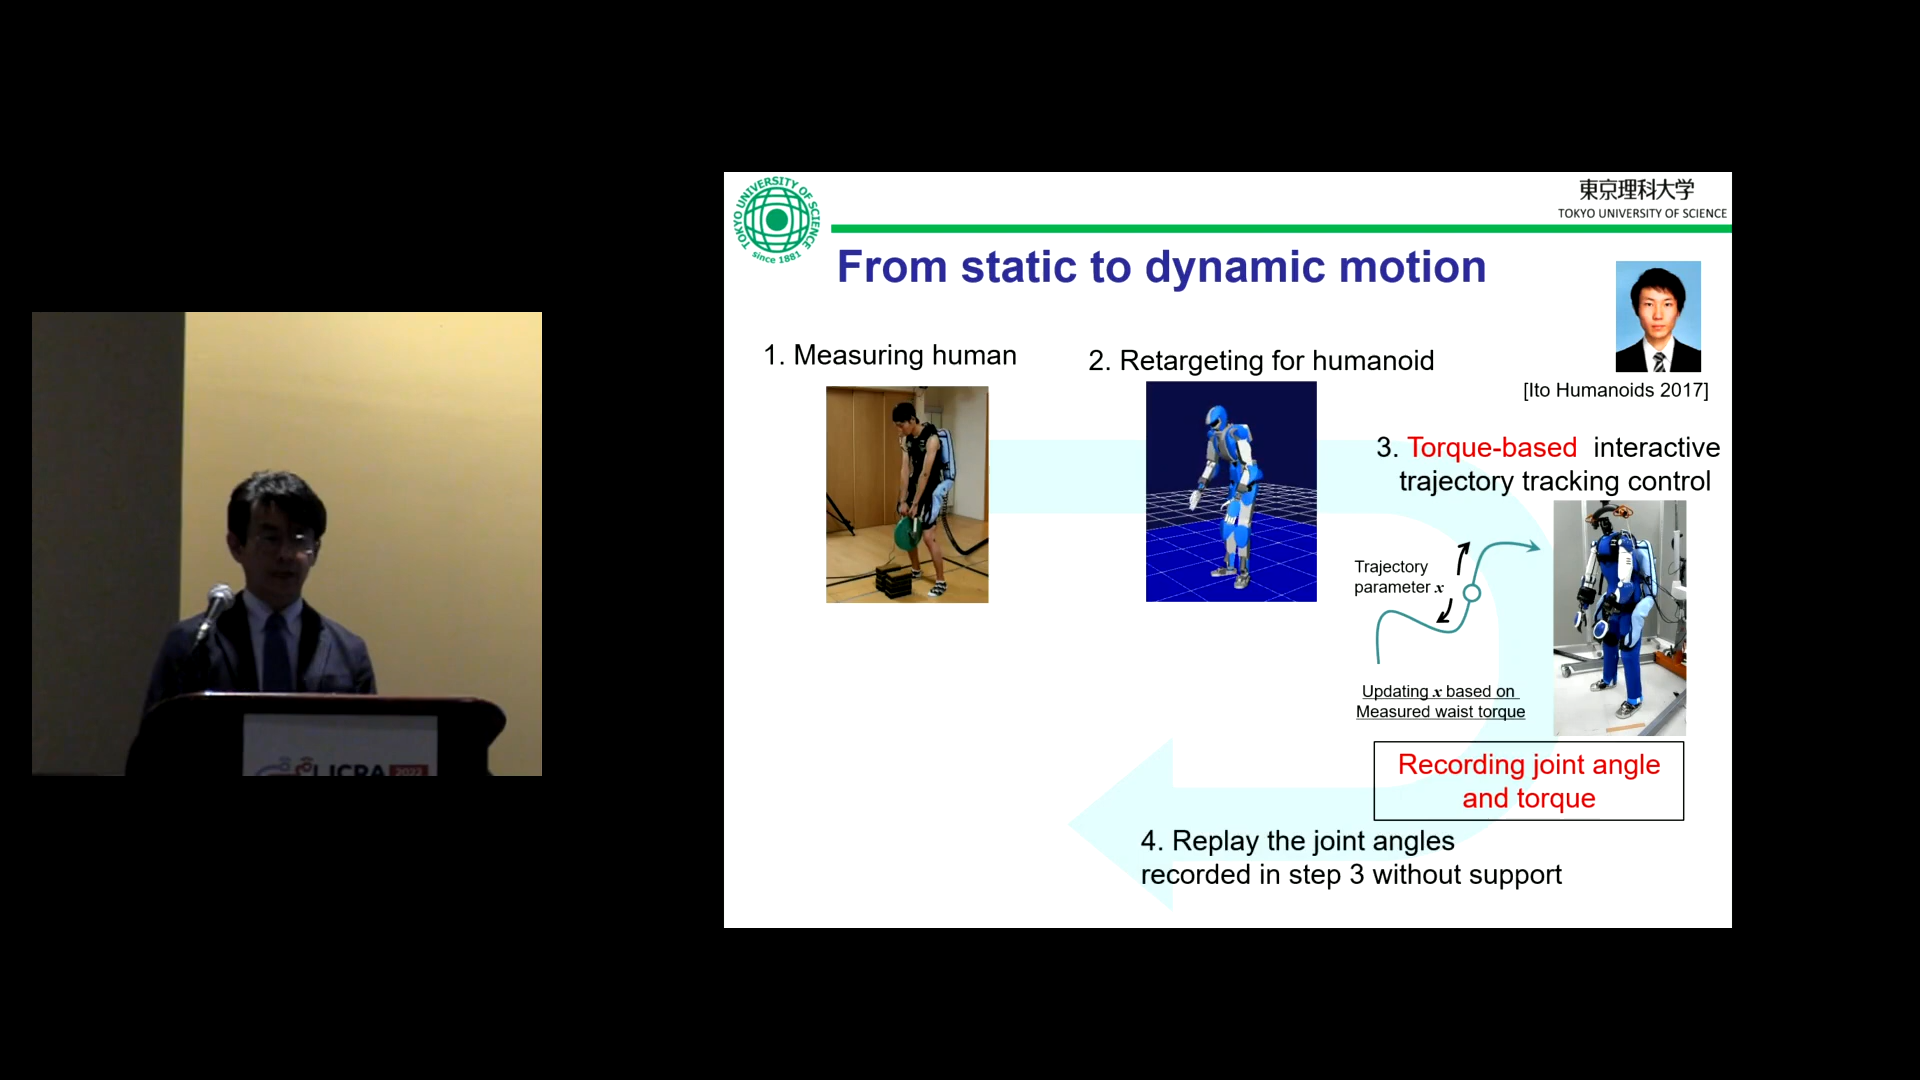 TOKYO UNIVERSITY OF SCIENCE
since 1881
東京理科大学
TOKYO UNIVERSITY OF SCIENCE
From static to dynamic motion
1. Measuring human
2. Retargeting for humanoid
[Ito Humanoids 2017]
3. Torque-based interactive
trajectory tracking control
Trajectory
parameter x
Updating x based on
Measured waist torque
Recording joint angle
and torque
4. Replay the joint angles
recorded in step 3 without support
ICRA 2022